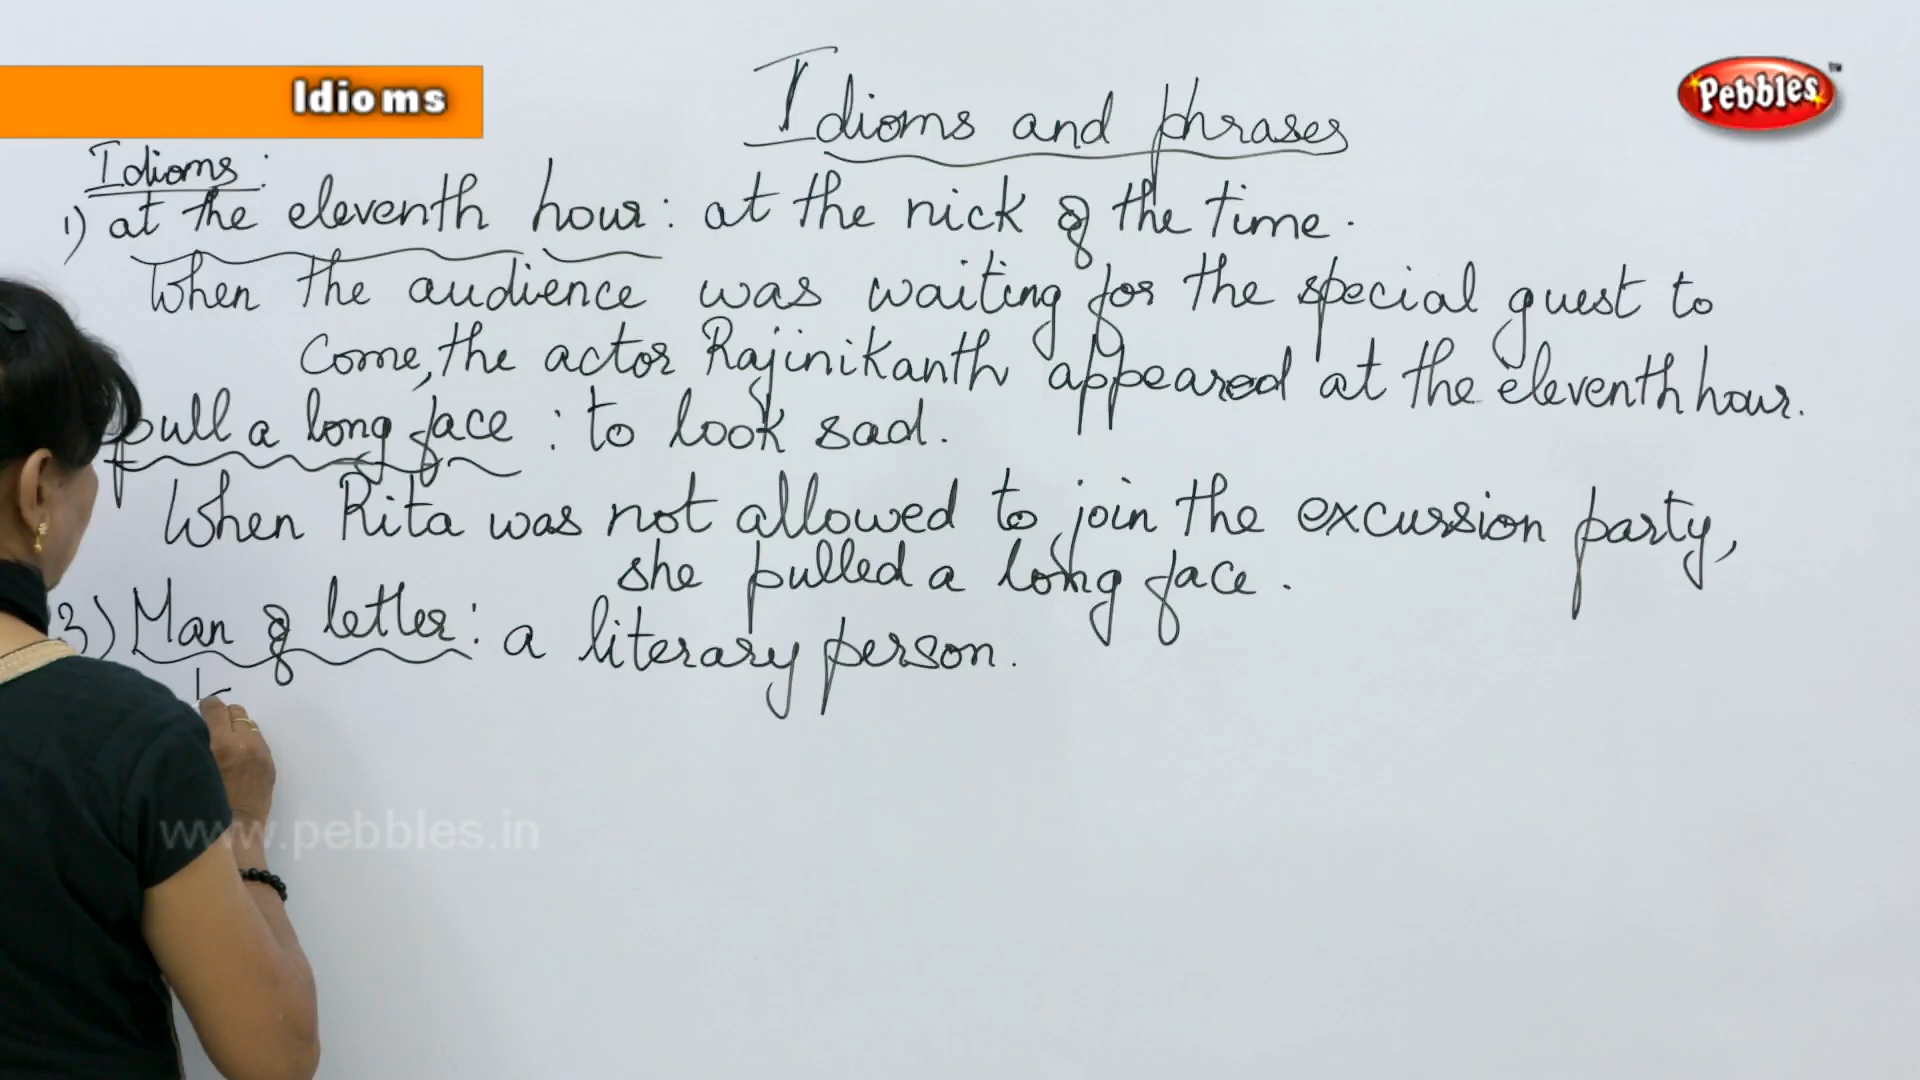 Idioms
Pebbles™
Idioms and phrases
Idioms:
1) at the eleventh hour: at the nick of the time.
When the audience was waiting for the special guest to
come, the actor Rajinikanth appeared at the eleventh hour.
pull a long face: to look sad.
When Rita was not allowed to join the excursion party,
she pulled a long face.
3) Man of letter: a literary person.
www.pebbles.in